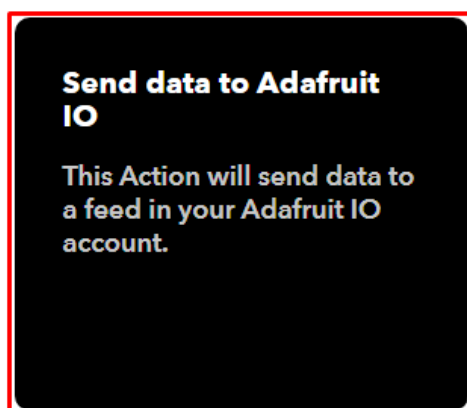 Send data to Adafruit
IO
This Action will send data to
a feed in your Adafruit IO
account.